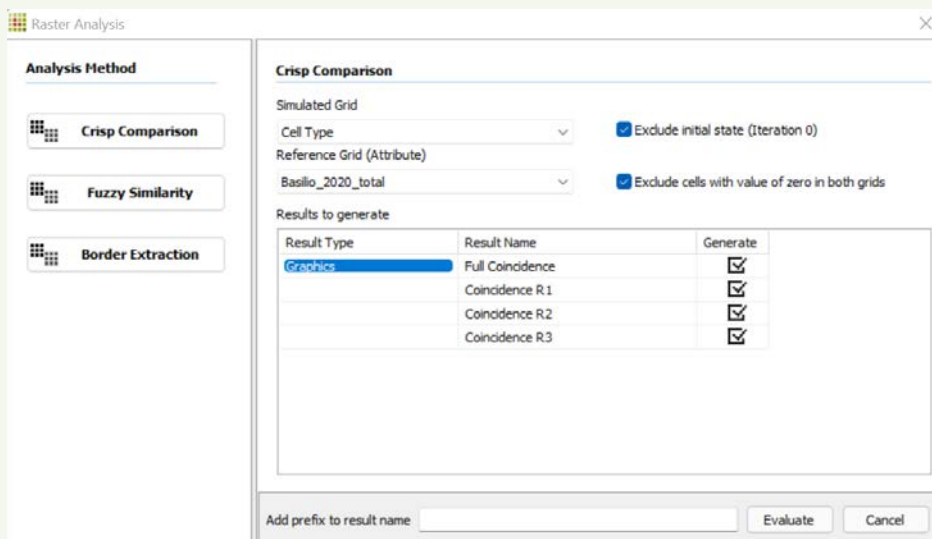 Raster Analysis
Analysis Method
Crisp Comparison
Fuzzy Similarity
Border Extraction
Crisp Comparison
Simulated Grid
Cell Type
Exclude initial state (Iteration 0)
Reference Grid (Attribute)
Basilio_2020_total
Exclude cells with value of zero in both grids
Results to generate
Result Type Result Name Generate
Graphics Full Coincidence
Coincidence R1
Coincidence R2
Coincidence R3
Add prefix to result name Evaluate Cancel